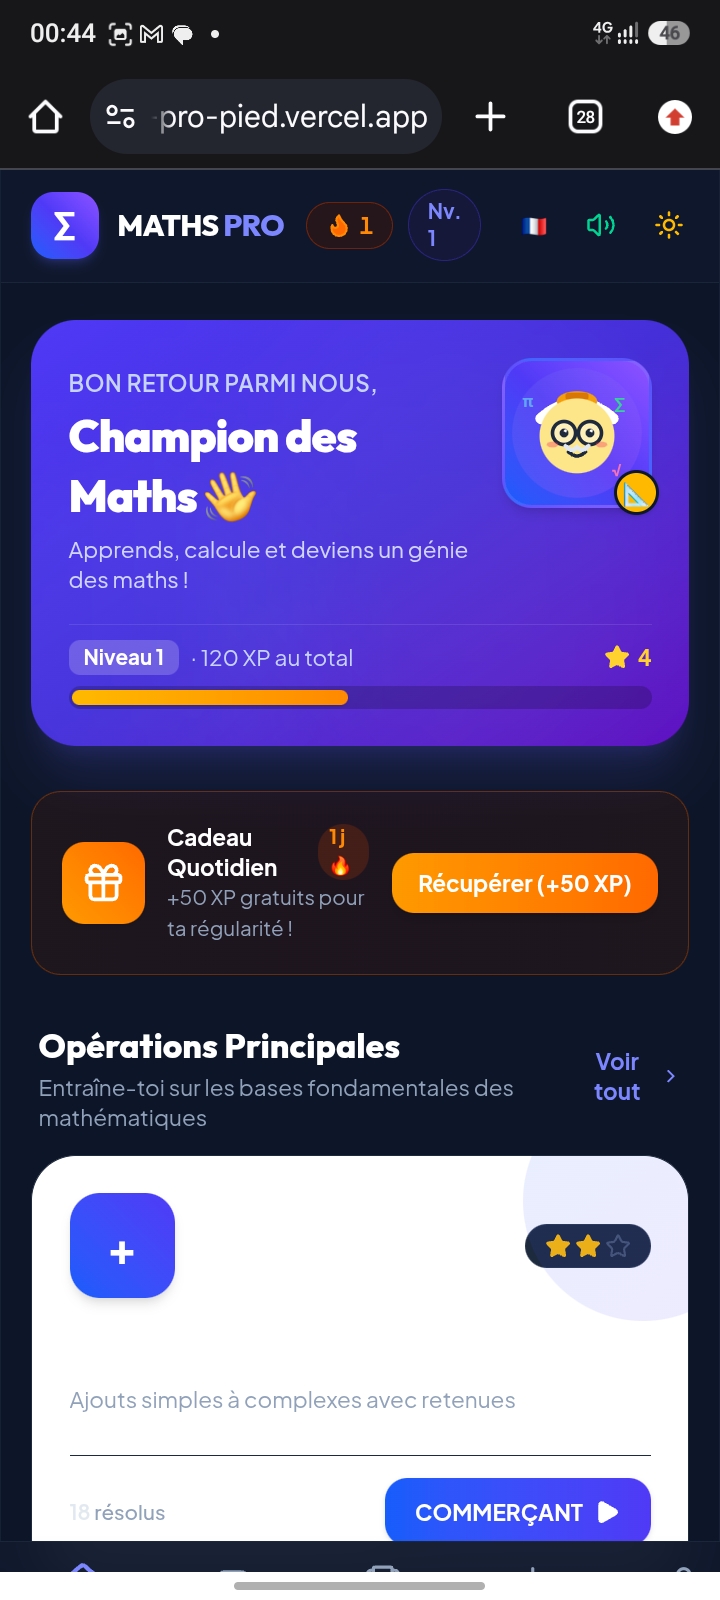 00:44
4G
46
-pro-pied.vercel.app
28
Σ
MATHS PRO
1
Nv.
1
BON RETOUR PARMI NOUS,
Champion des
Maths👋
π
Σ
√
Apprends, calcule et deviens un génie
des maths !
Niveau 1
· 120 XP au total
4
Cadeau
Quotidien
1 j
🔥
+50 XP gratuits pour
ta régularité !
Récupérer (+50 XP)
Opérations Principales
Voir
tout
Entraîne-toi sur les bases fondamentales des
mathématiques
+
Ajouts simples à complexes avec retenues
18 résolus
COMMERÇANT